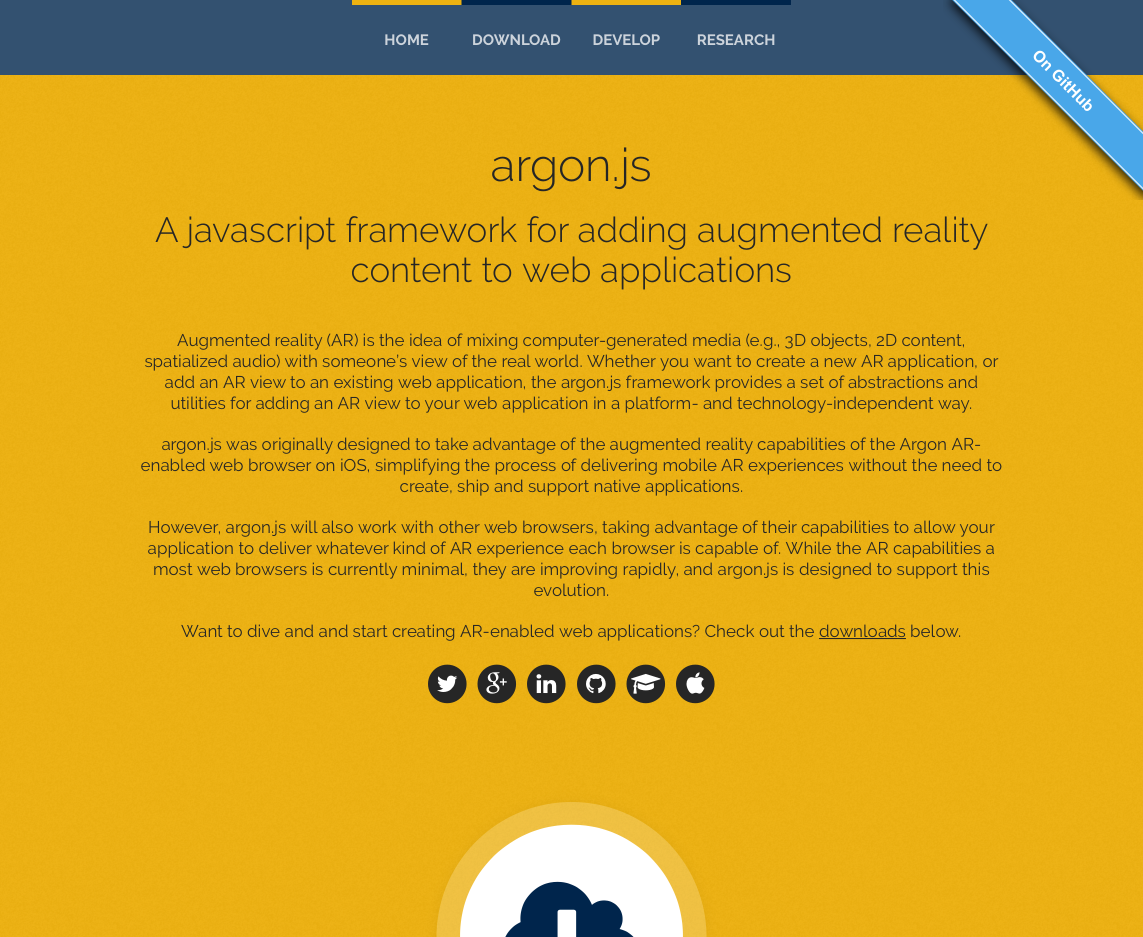 HOME DOWNLOAD DEVELOP RESEARCH
On GitHub
argon.js
A javascript framework for adding augmented reality
content to web applications
Augmented reality (AR) is the idea of mixing computer-generated media (e.g., 3D objects, 2D content,
spatialized audio) with someone's view of the real world. Whether you want to create a new AR application, or
add an AR view to an existing web application, the argon.js framework provides a set of abstractions and
utilities for adding an AR view to your web application in a platform- and technology-independent way.
argon.js was originally designed to take advantage of the augmented reality capabilities of the Argon AR-
enabled web browser on iOS, simplifying the process of delivering mobile AR experiences without the need to
create, ship and support native applications.
However, argon.js will also work with other web browsers, taking advantage of their capabilities to allow your
application to deliver whatever kind of AR experience each browser is capable of. While the AR capabilities a
most web browsers is currently minimal, they are improving rapidly, and argon.js is designed to support this
evolution.
Want to dive and and start creating AR-enabled web applications? Check out the downloads below.